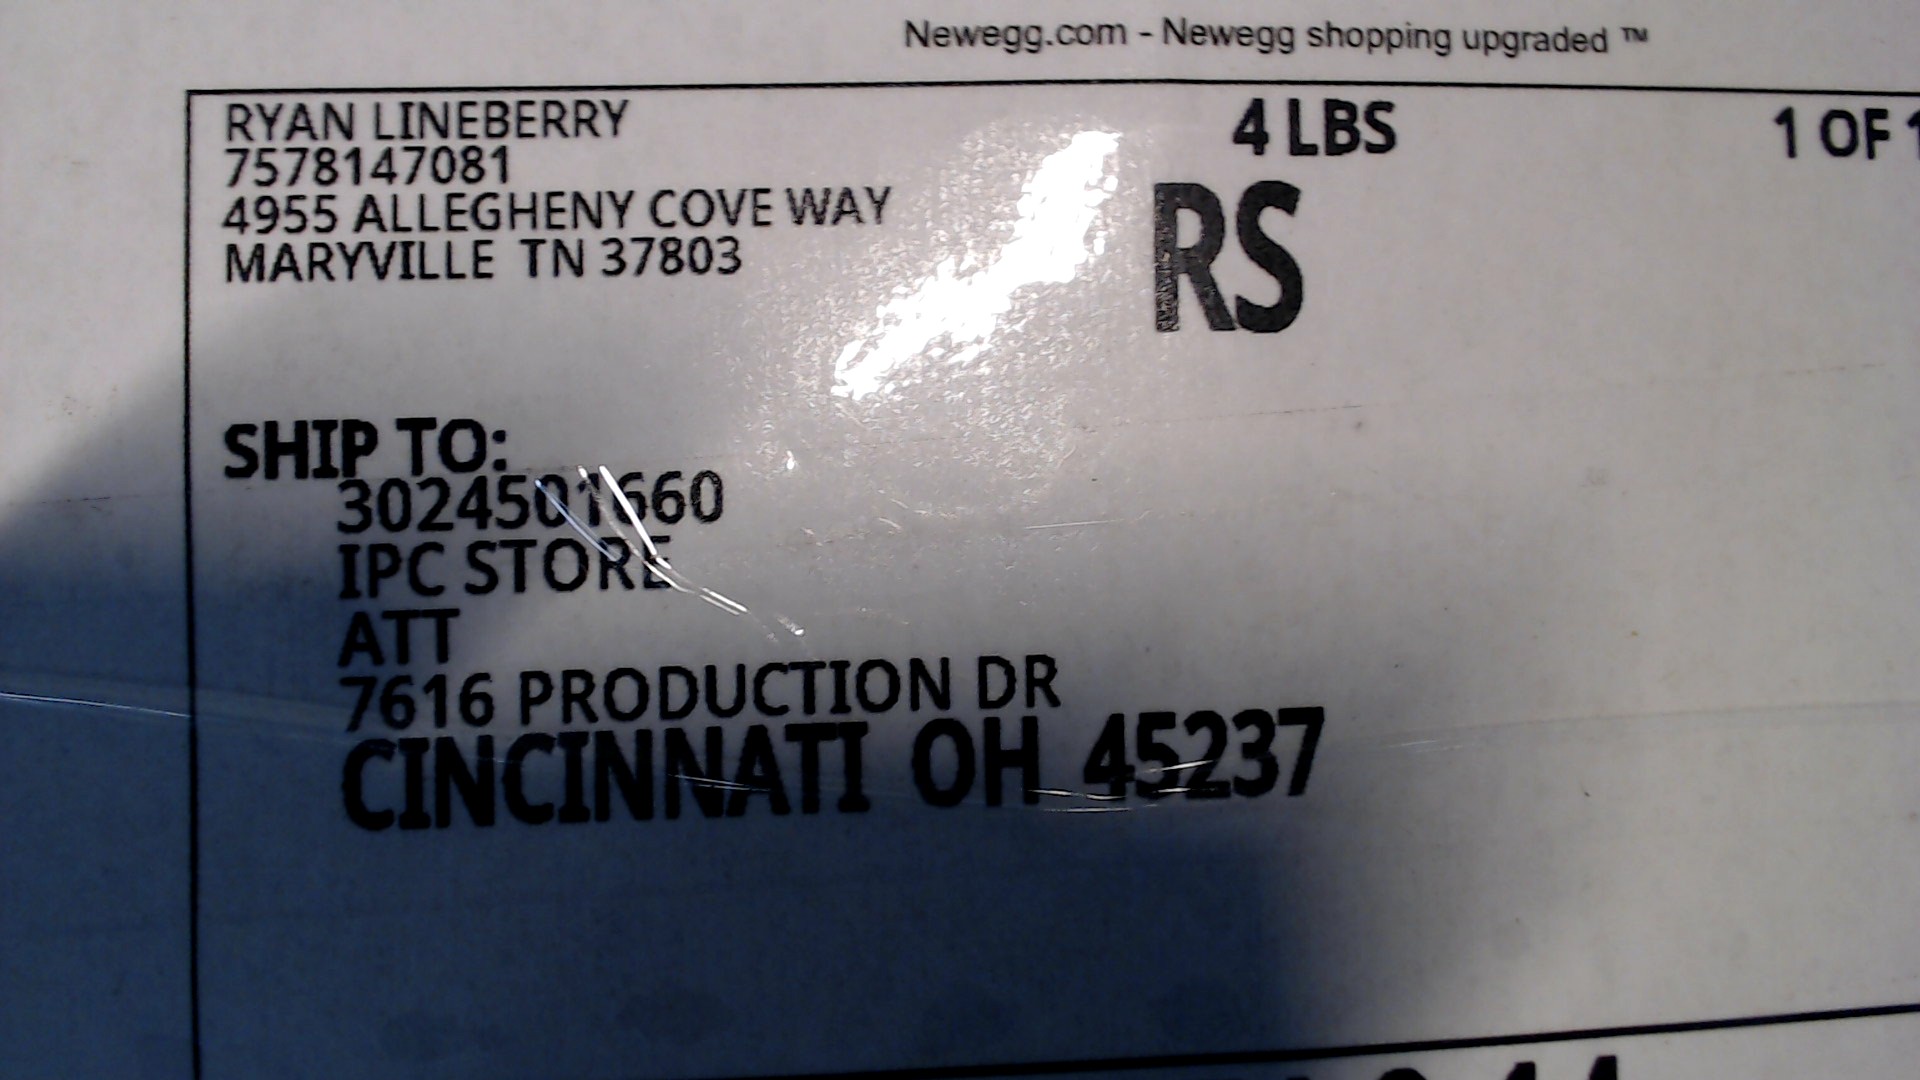 Newegg.com - Newegg shopping upgraded ™
RYAN LINEBERRY
7578147081
4955 ALLEGHENY COVE WAY
MARYVILLE TN 37803
4 LBS
1 OF 1
RS
SHIP TO:
3024501660
IPC STORE
ATT
7616 PRODUCTION DR
CINCINNATI OH 45237